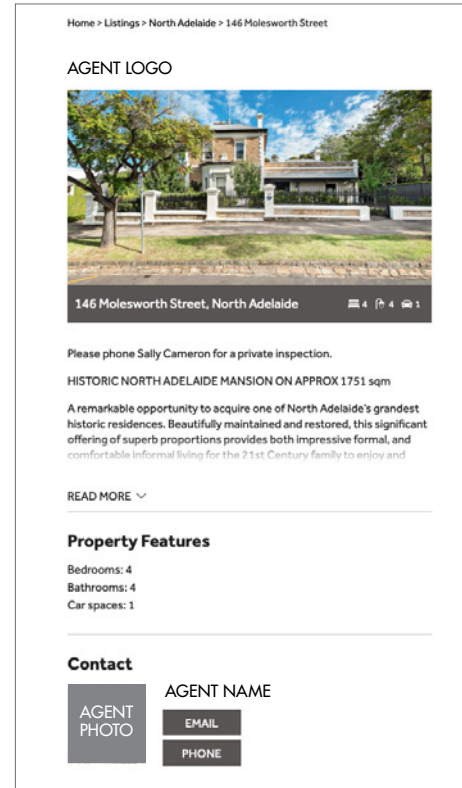 Home > Listings > North Adelaide > 146 Molesworth Street
AGENT LOGO
146 Molesworth Street, North Adelaide 4 4 1
Please phone Sally Cameron for a private inspection.
HISTORIC NORTH ADELAIDE MANSION ON APPROX 1751 sqm
A remarkable opportunity to acquire one of North Adelaide's grandest
historic residences. Beautifully maintained and restored, this significant
offering of superb proportions provides both impressive formal, and
comfortable informal living for the 21st Century family to enjoy and
READ MORE
Property Features
Bedrooms: 4
Bathrooms: 4
Car spaces: 1
Contact
AGENT NAME
AGENT
PHOTO
EMAIL
PHONE